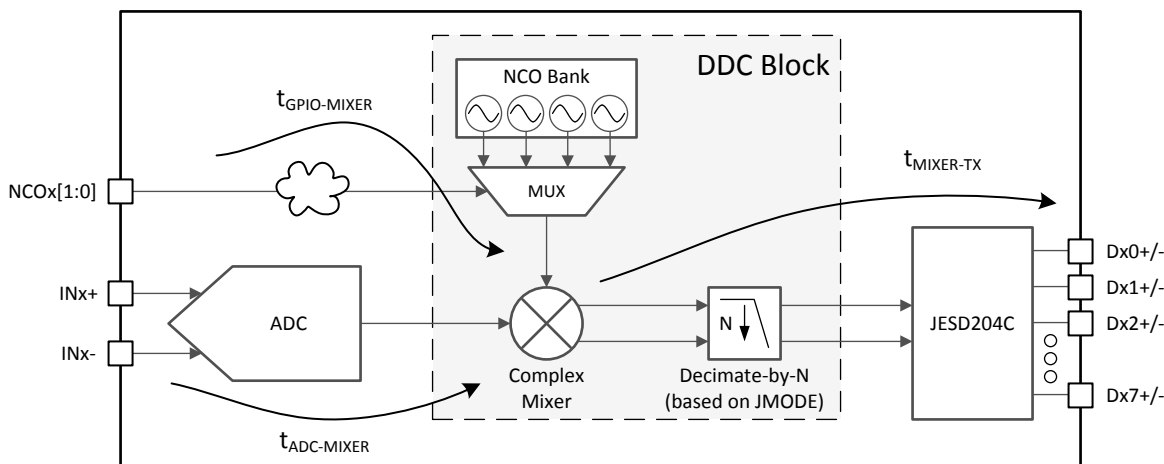 NCO Bank
DDC Block
tGPIO-MIXER
tMIXER-TX
NCOx[1:0]
MUX
Dx0+/-
INx+
Dx1+/-
ADC
N
JESD204C
Dx2+/-
INx-
Complex
Mixer
Decimate-by-N
(based on JMODE)
Dx7+/-
tADC-MIXER